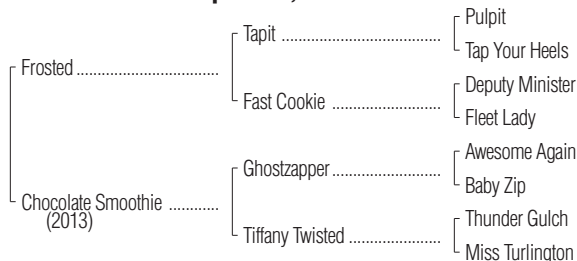 Pulpit
Tapit ..............................
Tap Your Heels
Frosted ...........................
Deputy Minister
Fast Cookie ....................
Fleet Lady
Awesome Again
Ghostzapper ....................
Baby Zip
Chocolate Smoothie ..........
(2013)
Thunder Gulch
Tiffany Twisted .................
Miss Turlington